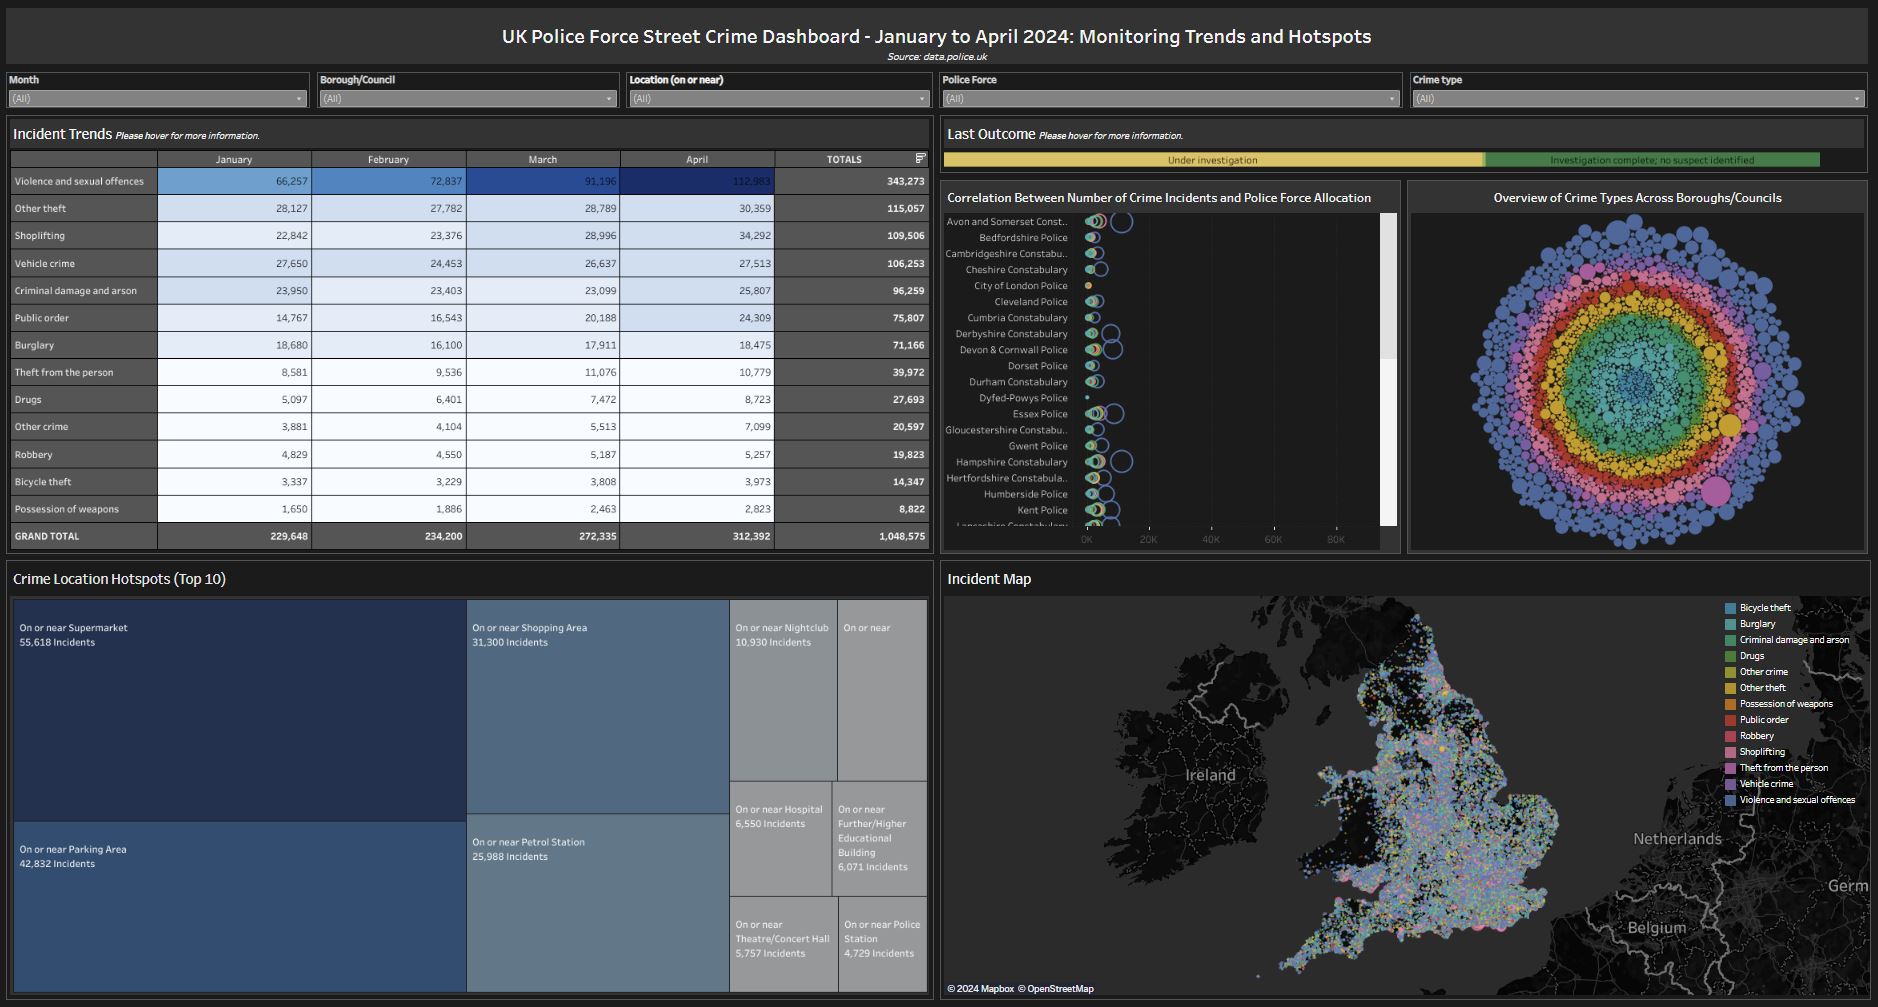 UK Police Force Street Crime Dashboard - January to April 2024: Monitoring Trends and Hotspots
Source: data.police.uk
Month
(All)
Borough/Council
(All)
Location (on or near)
(All)
Police Force
(All)
Crime type
(All)
Incident Trends Please hover for more information.
January February March April TOTALS
Violence and sexual offences 66,257 72,837 91,196 112,983 343,273
Other theft 28,127 27,782 28,789 30,359 115,057
Shoplifting 22,842 23,376 28,996 34,292 109,506
Vehicle crime 27,650 24,453 26,637 27,513 106,253
Criminal damage and arson 23,950 23,403 23,099 25,807 96,259
Public order 14,767 16,543 20,188 24,309 75,807
Burglary 18,680 16,100 17,911 18,475 71,166
Theft from the person 8,581 9,536 11,076 10,779 39,972
Drugs 5,097 6,401 7,472 8,723 27,693
Other crime 3,881 4,104 5,513 7,099 20,597
Robbery 4,829 4,550 5,187 5,257 19,823
Bicycle theft 3,337 3,229 3,808 3,973 14,347
Possession of weapons 1,650 1,886 2,463 2,823 8,822
GRAND TOTAL 229,648 234,200 272,335 312,392 1,048,575
Last Outcome Please hover for more information.
Under investigation
Investigation complete; no suspect identified
Correlation Between Number of Crime Incidents and Police Force Allocation
Avon and Somerset Const..
Bedfordshire Police
Cambridgeshire Constabu..
Cheshire Constabulary
City of London Police
Cleveland Police
Cumbria Constabulary
Derbyshire Constabulary
Devon & Cornwall Police
Dorset Police
Durham Constabulary
Dyfed-Powys Police
Essex Police
Gloucestershire Constabu..
Gwent Police
Hampshire Constabulary
Hertfordshire Constabula..
Humberside Police
Kent Police
Lancashire Constabulary
0K 20K 40K 60K 80K
Overview of Crime Types Across Boroughs/Councils
Crime Location Hotspots (Top 10)
On or near Supermarket
55,618 Incidents
On or near Parking Area
42,832 Incidents
On or near Shopping Area
31,300 Incidents
On or near Petrol Station
25,988 Incidents
On or near Nightclub
10,930 Incidents
On or near
On or near Hospital
6,550 Incidents
On or near
Further/Higher
Educational
Building
6,071 Incidents
On or near
Theatre/Concert Hall
5,757 Incidents
On or near Police
Station
4,729 Incidents
Incident Map
Bicycle theft
Burglary
Criminal damage and arson
Drugs
Other crime
Other theft
Possession of weapons
Public order
Robbery
Shoplifting
Theft from the person
Vehicle crime
Violence and sexual offences
Ireland
Netherlands
Germ
Belgium
© 2024 Mapbox © OpenStreetMap